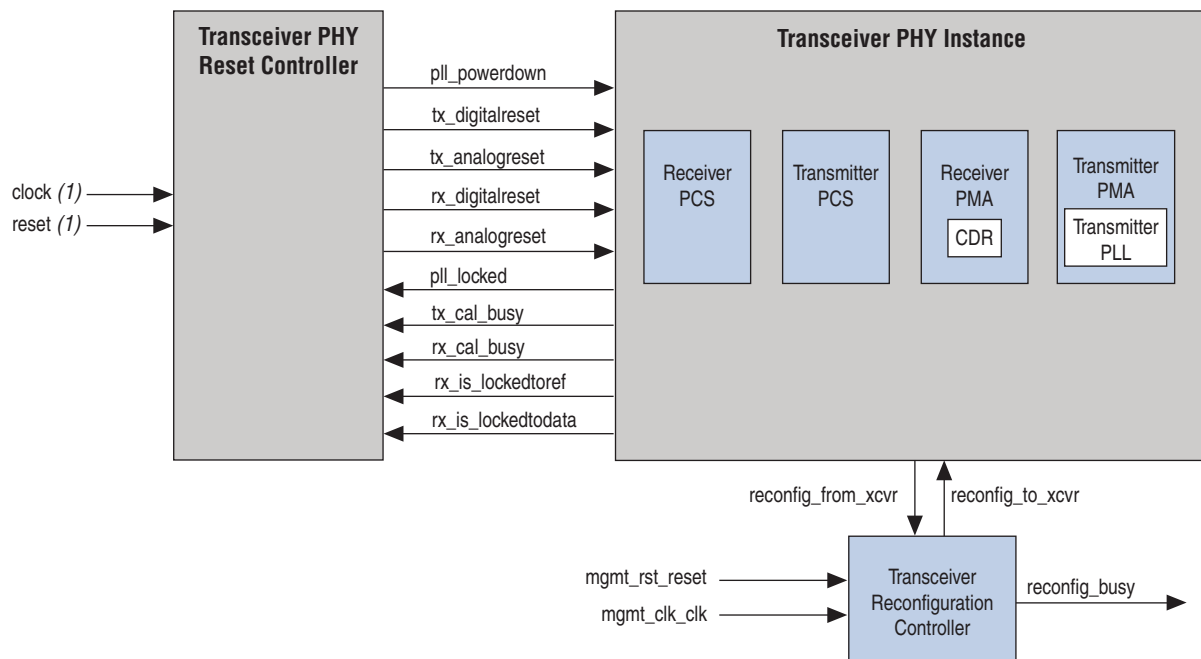 Transceiver PHY
Reset Controller
Transceiver PHY Instance
pll_powerdown
tx_digitalreset
tx_analogreset
rx_digitalreset
rx_analogreset
pll_locked
tx_cal_busy
rx_cal_busy
rx_is_lockedtoref
rx_is_lockedtodata
clock (1)
reset (1)
Receiver
PCS
Transmitter
PCS
Receiver
PMA
CDR
Transmitter
PMA
Transmitter
PLL
reconfig_from_xcvr
reconfig_to_xcvr
mgmt_rst_reset
mgmt_clk_clk
Transceiver
Reconfiguration
Controller
reconfig_busy